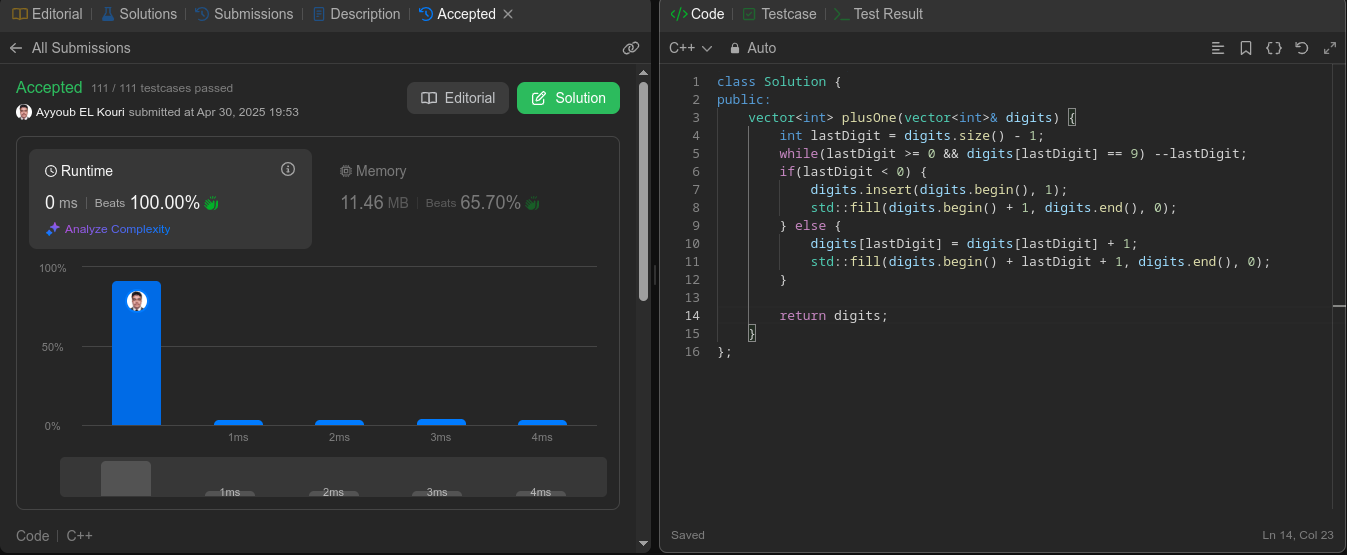 Editorial Solutions Submissions Description Accepted
All Submissions
Accepted 111 / 111 testcases passed
Ayyoub EL Kouri submitted at Apr 30, 2025 19:53
Editorial Solution
Runtime
0 ms Beats 100.00%
Analyze Complexity
Memory
11.46 MB Beats 65.70%
100%
50%
0%
1ms 2ms 3ms 4ms
1ms 2ms 3ms 4ms
Code C++
Code Testcase >_ Test Result
C++ Auto
1 class Solution {
2 public:
3     vector<int> plusOne(vector<int>& digits) {
4         int lastDigit = digits.size() - 1;
5         while(lastDigit >= 0 && digits[lastDigit] == 9) --lastDigit;
6         if(lastDigit < 0) {
7             digits.insert(digits.begin(), 1);
8             std::fill(digits.begin() + 1, digits.end(), 0);
9         } else {
10             digits[lastDigit] = digits[lastDigit] + 1;
11             std::fill(digits.begin() + lastDigit + 1, digits.end(), 0);
12         }
13
14         return digits;
15     }
16 };
Saved Ln 14, Col 23